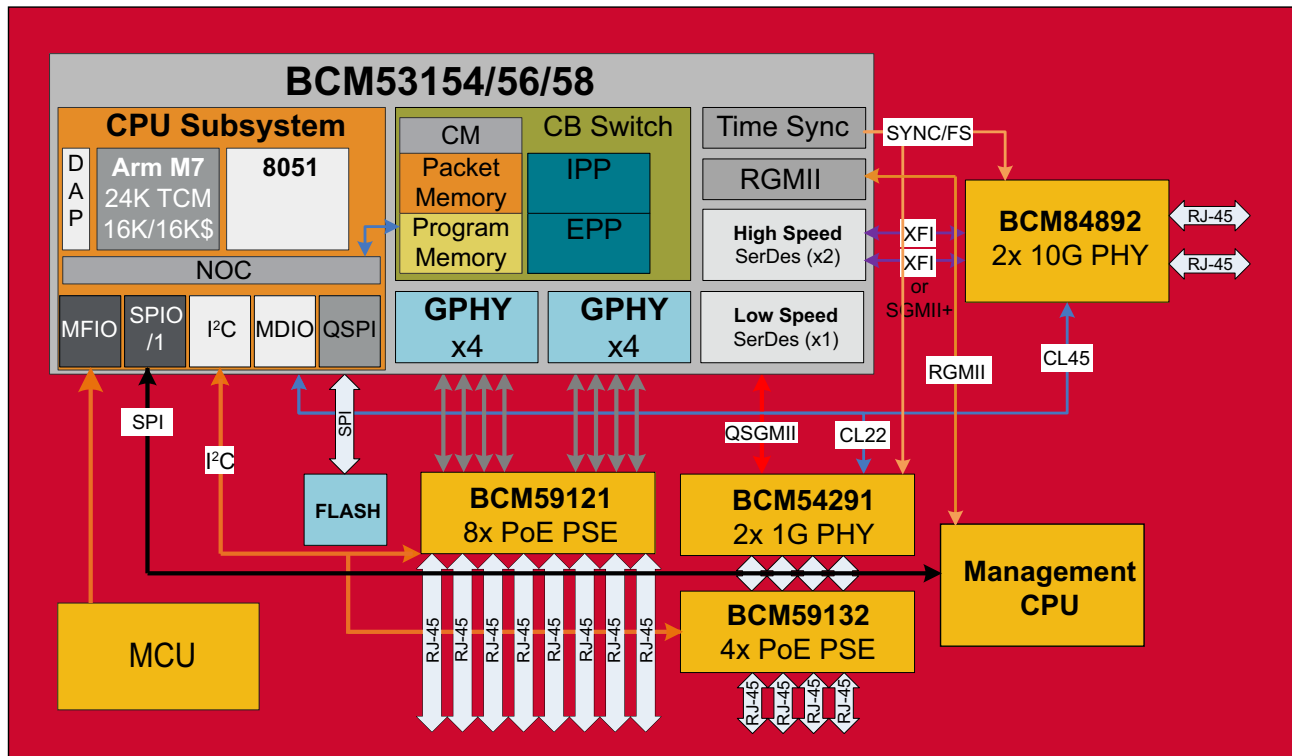 BCM53154/56/58
CPU Subsystem
D
A
P
Arm M7
24K TCM
16K/16K$
8051
NOC
MFIO
SPIO
/1
I²C
MDIO
QSPI
CB Switch
CM
Packet
Memory
Program
Memory
IPP
EPP
GPHY
x4
GPHY
x4
Time Sync
RGMII
High Speed
SerDes (x2)
Low Speed
SerDes (x1)
SYNC/FS
XFI
XFI
or
SGMII+
BCM84892
2x 10G PHY
RJ-45
RJ-45
CL45
RGMII
SPI
I²C
SPI
QSGMII
CL22
FLASH
BCM59121
8x PoE PSE
BCM54291
2x 1G PHY
Management
CPU
BCM59132
4x PoE PSE
MCU
RJ-45
RJ-45
RJ-45
RJ-45
RJ-45
RJ-45
RJ-45
RJ-45
RJ-45
RJ-45
RJ-45
RJ-45